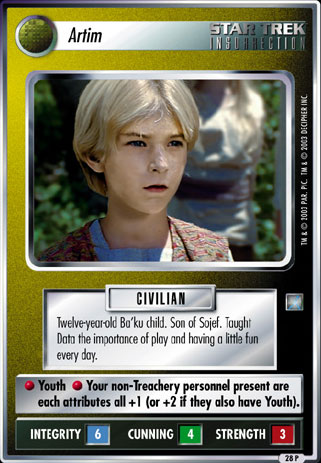 Artim
STAR TREK
INSURRECTION
TM & © 2003 PAR. P.C. TM & © 2003 DECIPHER INC.
CIVILIAN
Twelve-year-old Ba'ku child. Son of Sojef. Taught
Data the importance of play and having a little fun
every day.
Youth Your non-Treachery personnel present
are each attributes all +1 (or +2 if they also have Youth).
INTEGRITY 6 CUNNING 4 STRENGTH 3
28 P